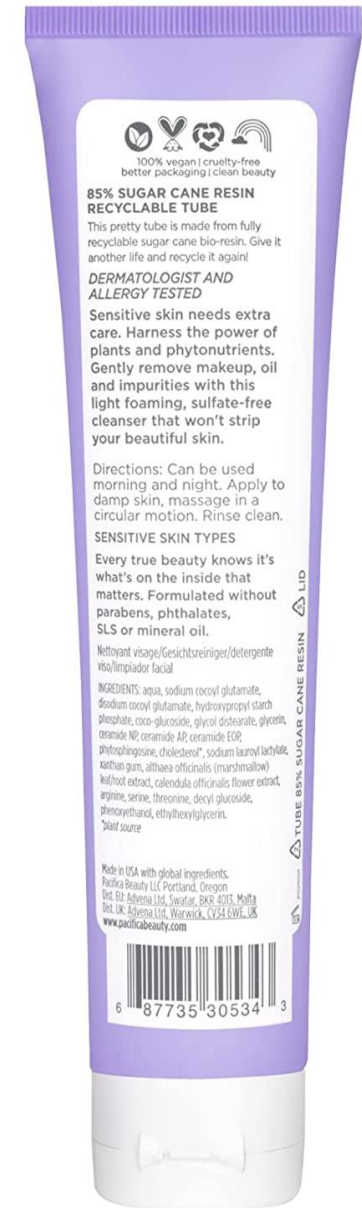 100% vegan | cruelty-free
better packaging | clean beauty
85% SUGAR CANE RESIN
RECYCLABLE TUBE
This pretty tube is made from fully
recyclable sugar cane bio-resin. Give it
another life and recycle it again!
DERMATOLOGIST AND
ALLERGY TESTED
Sensitive skin needs extra
care. Harness the power of
plants and phytonutrients.
Gently remove makeup, oil
and impurities with this
light foaming, sulfate-free
cleanser that won't strip
your beautiful skin.
Directions: Can be used
morning and night. Apply to
damp skin, massage in a
circular motion. Rinse clean.
SENSITIVE SKIN TYPES
Every true beauty knows it's
what's on the inside that
matters. Formulated without
parabens, phthalates,
SLS or mineral oil.
Nettoyant visage/Gesichtsreiniger/detergente
viso/limpiador facial
INGREDIENTS: aqua, sodium cocoyl glutamate,
disodium cocoyl glutamate, hydroxypropyl starch
phosphate, coco-glucoside, glycol distearate, glycerin,
ceramide NP, ceramide AP, ceramide EOP,
phytosphingosine, cholesterol*, sodium lauroyl lactylate,
xanthan gum, althaea officinalis (marshmallow)
leaf/root extract, calendula officinalis flower extract,
arginine, serine, threonine, decyl glucoside,
phenoxyethanol, ethylhexylglycerin.
*plant source
Made in USA with global ingredients.
Pacifica Beauty LLC Portland, Oregon
Dist. EU: Advena Ltd, Swatar, BKR 4013, Malta
Dist. UK: Advena Ltd, Warwick, CV34 6WE, UK
www.pacificabeauty.com
TUBE 85% SUGAR CANE RESIN
LID
6 87735 30534 3